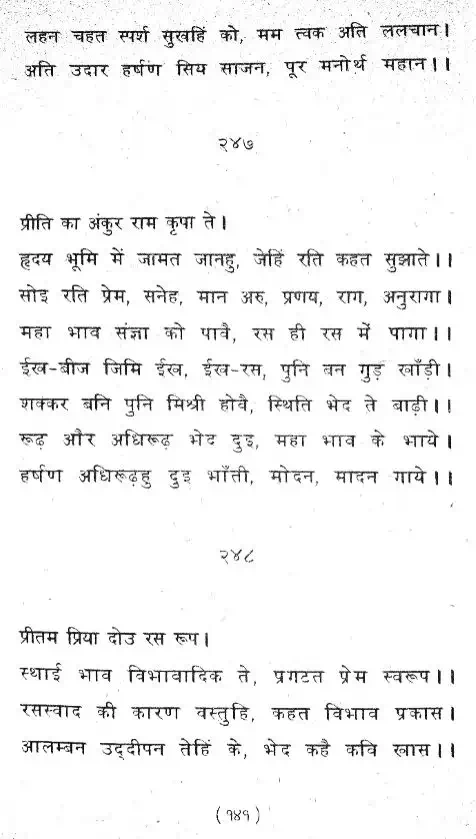 लहन चहत स्पर्श सुखहिं को, मम त्वक अति ललचान।
अति उदार हर्षण सिय साजन, पूर मनोर्थ महान।।
२४७
प्रीति का अंकुर राम कृपा ते।
हृदय भूमि में जामत जानहु, जेहिं रति कहत सुझाते।।
सोइ रति प्रेम, सनेह, मान अरु, प्रणय, राग, अनुरागा।
महा भाव संज्ञा को पावै, रस ही रस में पागा।।
ईख-बीज जिमि ईख, ईख-रस, पुनि बन गुड़ खाँड़ी।
शक्कर बनि पुनि मिश्री होवै, स्थिति भेद ते बाढ़ी।।
रूढ़ और अधिरूढ़ भेद दुइ, महा भाव के भाये।
हर्षण अधिरूढ़हु दुइ भाँती, मोदन, मादन गाये।।
२४८
प्रीतम प्रिया दोउ रस रूप।
स्थाई भाव विभावादिक ते, प्रगटत प्रेम स्वरूप।।
रसस्वाद की कारण वस्तुहि, कहत विभाव प्रकास।
आलम्बन उद्दीपन तेहिं के, भेद कहै कवि खास।।
(१४१)